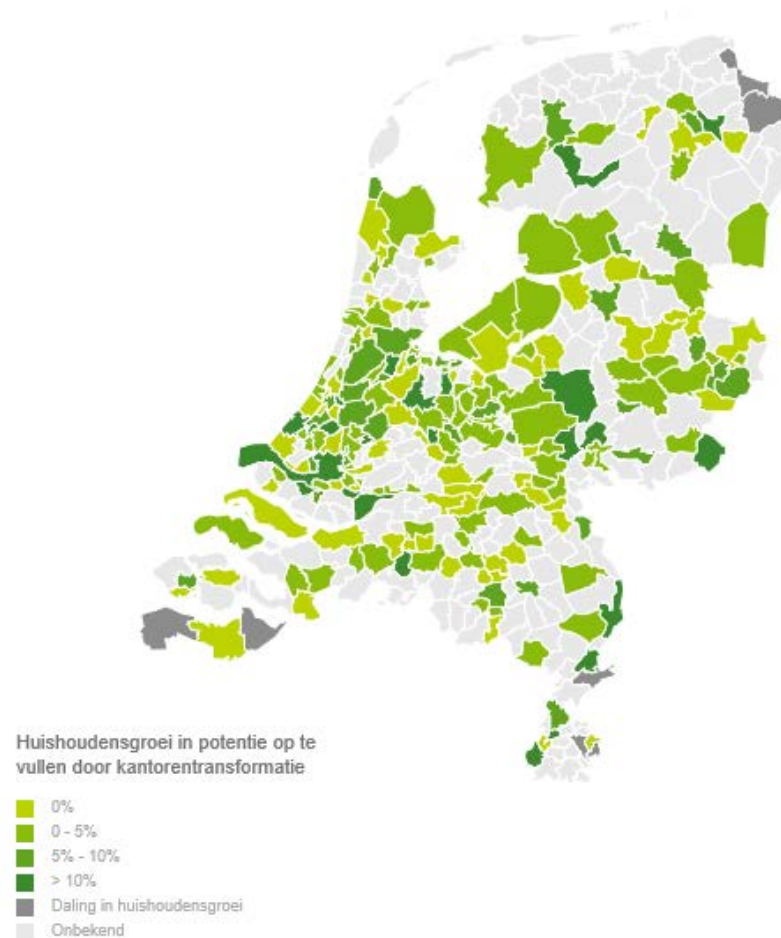 Huishoudensgroei in potentie op te
vullen door kantorentransformatie
0%
0 - 5%
5% - 10%
> 10%
Daling in huishoudensgroei
Onbekend